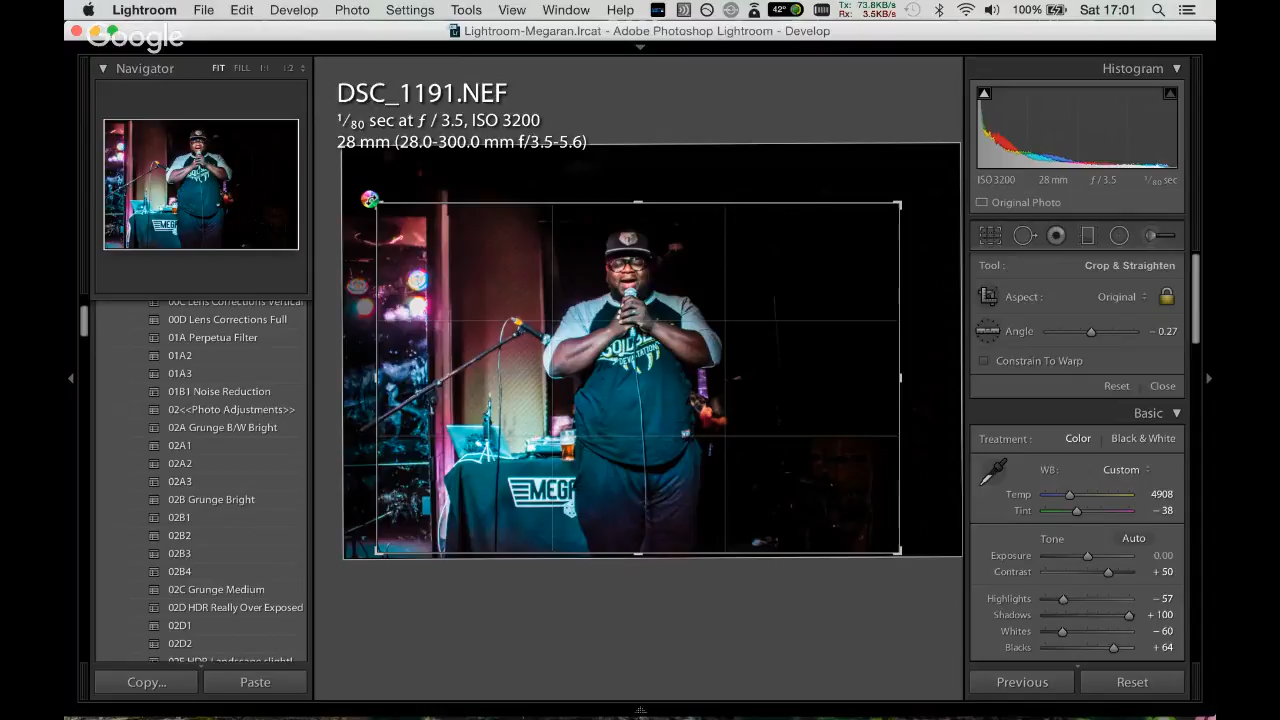 Lightroom File Edit Develop Photo Settings Tools View Window Help 42° Tx: 73.8KB/s Rx: 3.5KB/s 100% Sat 17:01
Google
Lightroom-Megaran.lrcat - Adobe Photoshop Lightroom - Develop
Navigator FIT FILL 1:1 1:2
00C Lens Corrections Vertical
00D Lens Corrections Full
01A Perpetua Filter
01A2
01A3
01B1 Noise Reduction
02<<Photo Adjustments>>
02A Grunge B/W Bright
02A1
02A2
02A3
02B Grunge Bright
02B1
02B2
02B3
02B4
02C Grunge Medium
02D HDR Really Over Exposed
02D1
02D2
Copy... Paste
DSC_1191.NEF
1/80 sec at ƒ / 3.5, ISO 3200
28 mm (28.0-300.0 mm f/3.5-5.6)
DEVASTATIONS
MEGA
Histogram
ISO 3200 28 mm ƒ / 3.5 1/80 sec
Original Photo
Tool : Crop & Straighten
Aspect : Original
Angle - 0.27
Constrain To Warp
Reset Close
Basic
Treatment : Color Black & White
WB : Custom
Temp 4908
Tint - 38
Tone Auto
Exposure 0.00
Contrast + 50
Highlights - 57
Shadows + 100
Whites - 60
Blacks + 64
Previous Reset